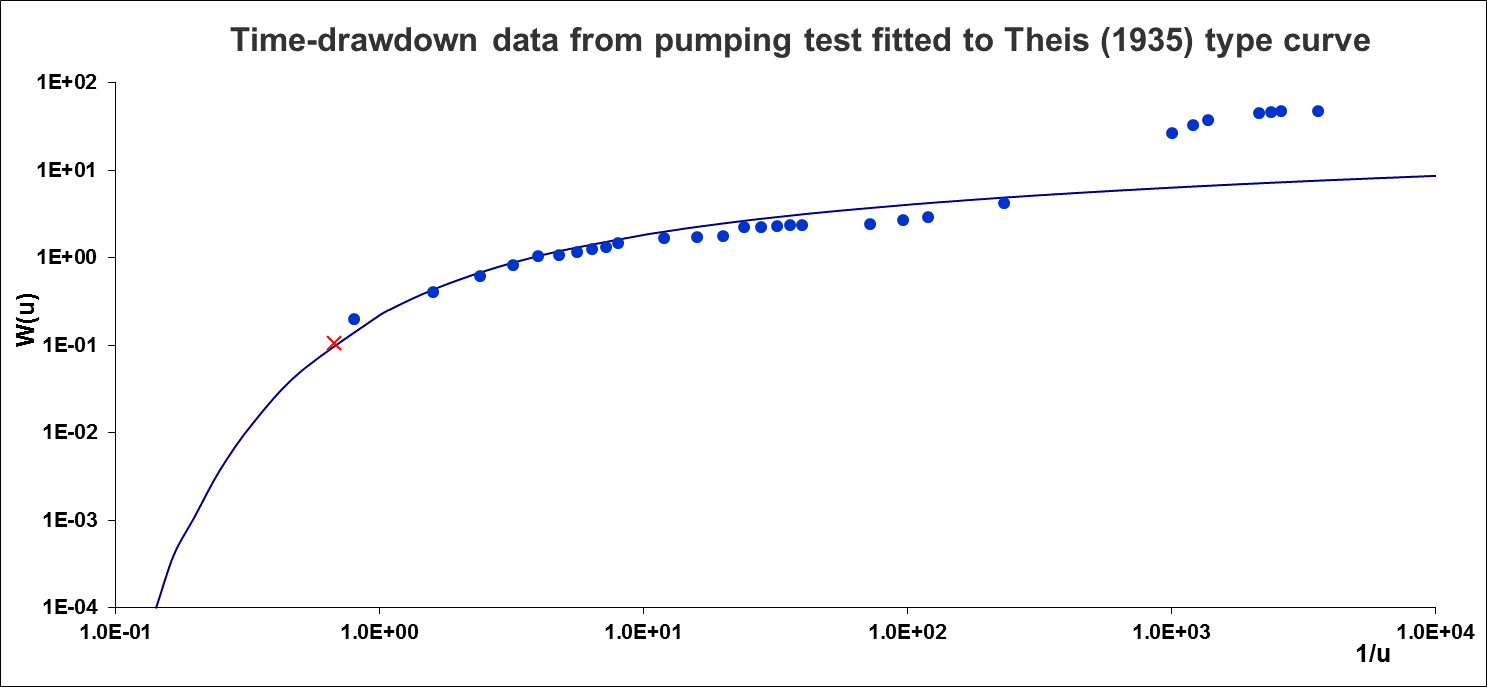 Time-drawdown data from pumping test fitted to Theis (1935) type curve
1E+02
1E+01
1E+00
1E-01
1E-02
1E-03
1E-04
W(u)
1.0E-01 1.0E+00 1.0E+01 1.0E+02 1.0E+03 1.0E+04
1/u